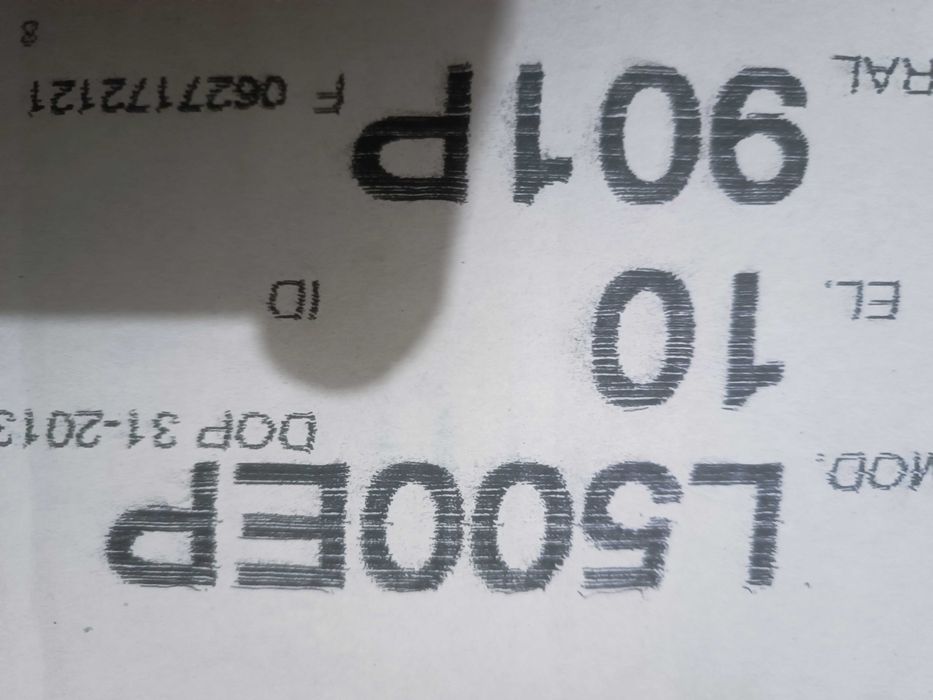 MOD. L500EP
DOP 31-2013
EL. 10 ID
RAL 901P F 0627172121
8